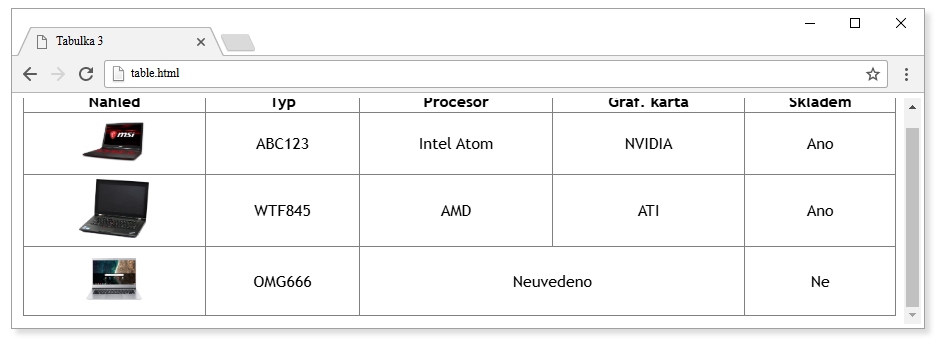 Tabulka 3
table.html
Náhled Typ Procesor Graf. karta Skladem
msi
ABC123 Intel Atom NVIDIA Ano
WTF845 AMD ATI Ano
OMG666 Neuvedeno Ne